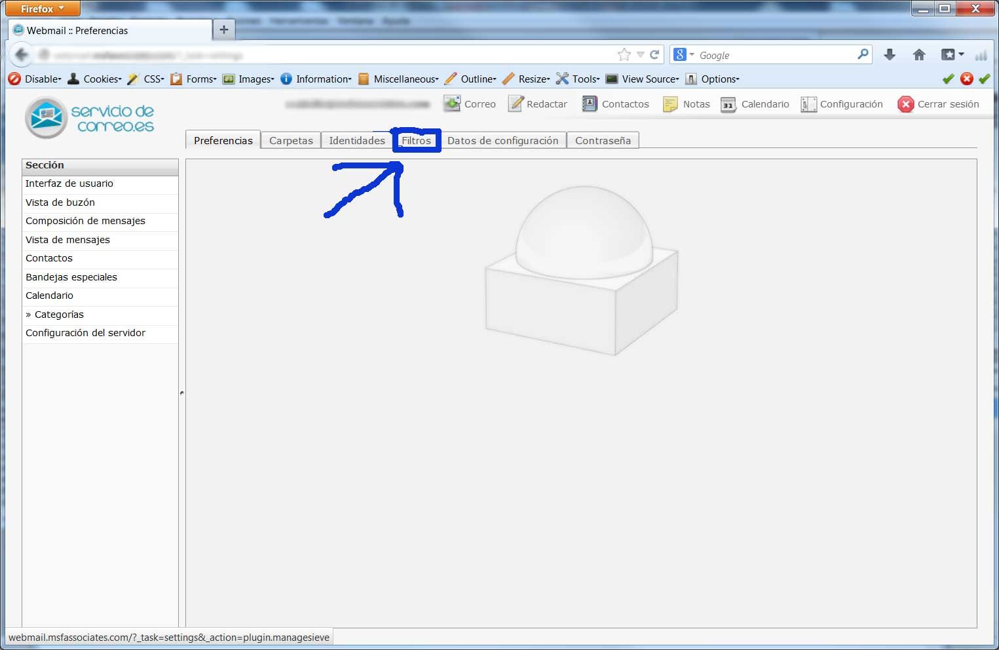 Firefox
Webmail :: Preferencias
Google
Disable Cookies CSS Forms Images Information Miscellaneous Outline Resize Tools View Source Options
servicio de
correo.es
Correo Redactar Contactos Notas 31 Calendario Configuración Cerrar sesión
Preferencias Carpetas Identidades Filtros Datos de configuración Contraseña
Sección
Interfaz de usuario
Vista de buzón
Composición de mensajes
Vista de mensajes
Contactos
Bandejas especiales
Calendario
» Categorías
Configuración del servidor
webmail.msfassociates.com/?_task=settings&_action=plugin.managesieve